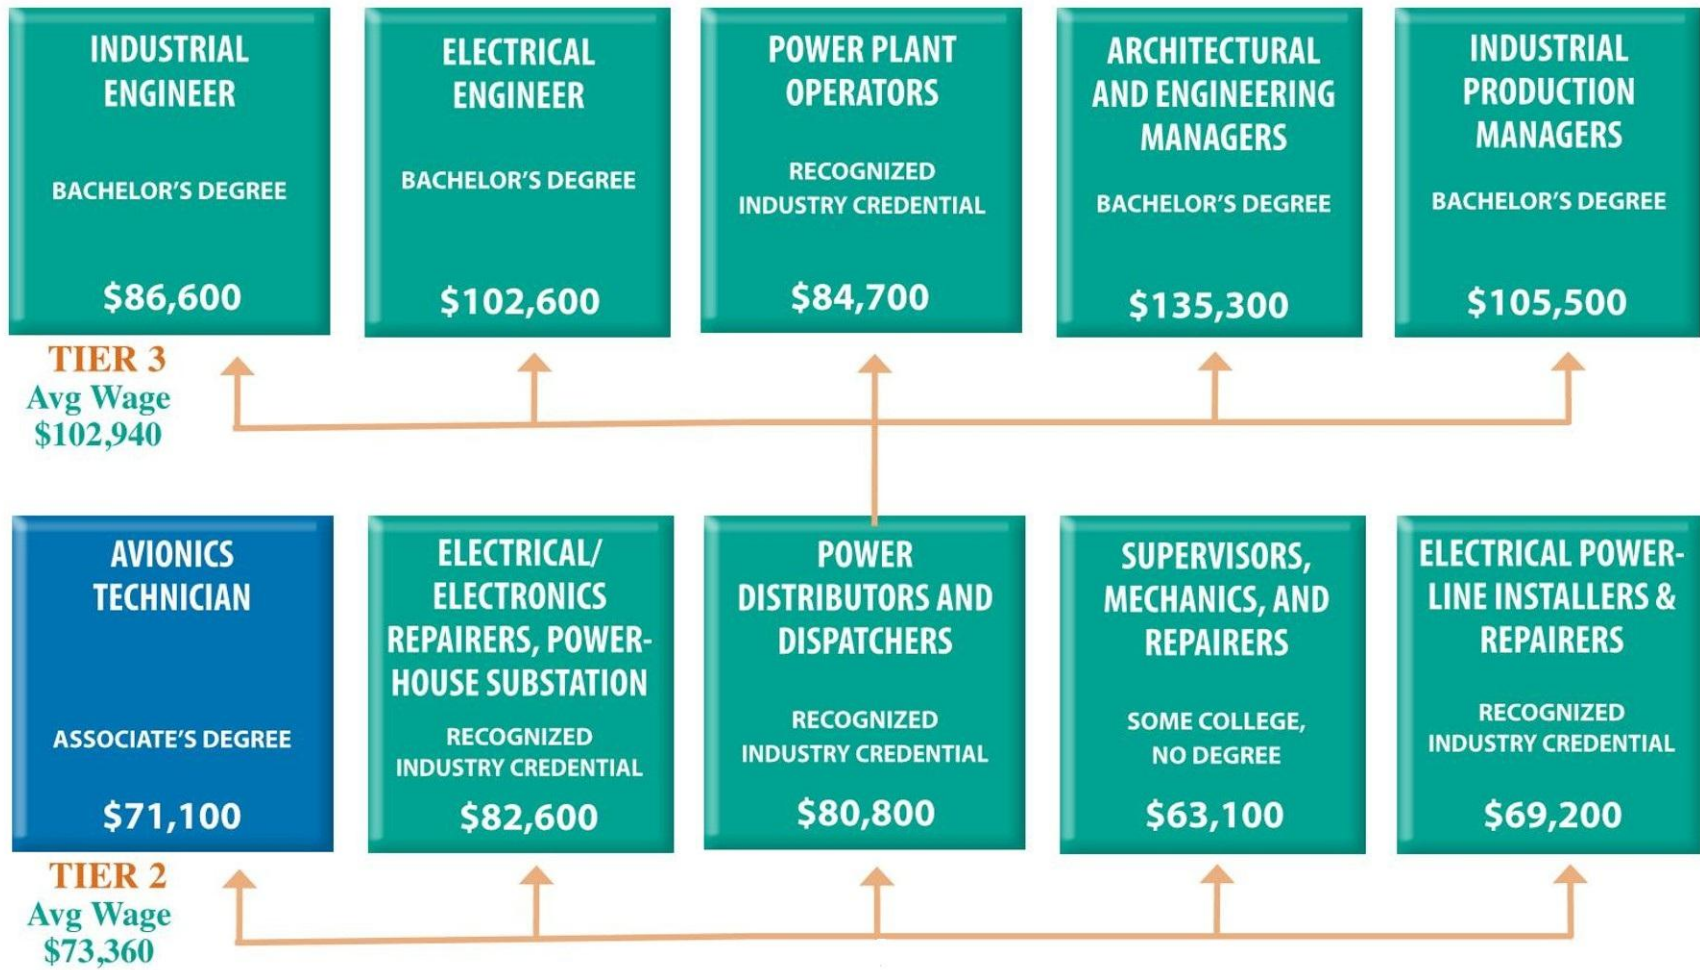 INDUSTRIAL
ENGINEER
BACHELOR'S DEGREE
$86,600
ELECTRICAL
ENGINEER
BACHELOR'S DEGREE
$102,600
POWER PLANT
OPERATORS
RECOGNIZED
INDUSTRY CREDENTIAL
$84,700
ARCHITECTURAL
AND ENGINEERING
MANAGERS
BACHELOR'S DEGREE
$135,300
INDUSTRIAL
PRODUCTION
MANAGERS
BACHELOR'S DEGREE
$105,500
TIER 3
Avg Wage
$102,940
AVIONICS
TECHNICIAN
ASSOCIATE'S DEGREE
$71,100
ELECTRICAL/
ELECTRONICS
REPAIRERS, POWER-
HOUSE SUBSTATION
RECOGNIZED
INDUSTRY CREDENTIAL
$82,600
POWER
DISTRIBUTORS AND
DISPATCHERS
RECOGNIZED
INDUSTRY CREDENTIAL
$80,800
SUPERVISORS,
MECHANICS, AND
REPAIRERS
SOME COLLEGE,
NO DEGREE
$63,100
ELECTRICAL POWER-
LINE INSTALLERS &
REPAIRERS
RECOGNIZED
INDUSTRY CREDENTIAL
$69,200
TIER 2
Avg Wage
$73,360